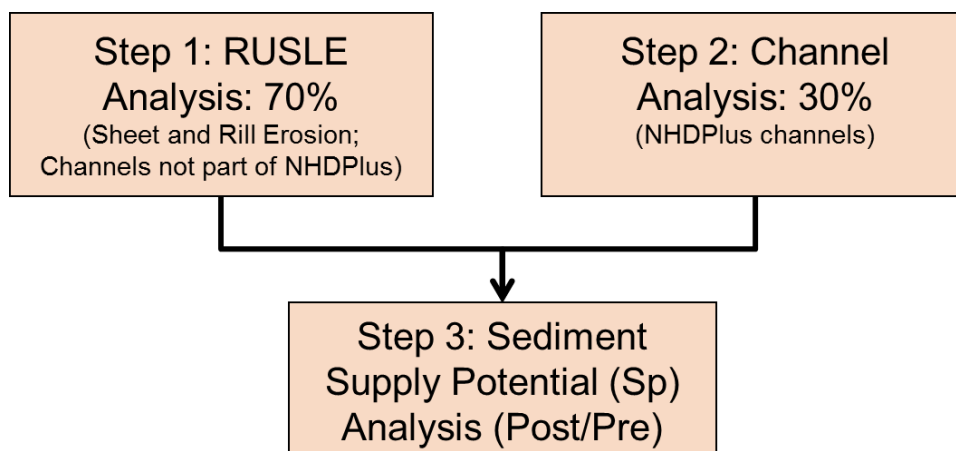 Step 1: RUSLE
Analysis: 70%
(Sheet and Rill Erosion;
Channels not part of NHDPlus)
Step 2: Channel
Analysis: 30%
(NHDPlus channels)
Step 3: Sediment
Supply Potential (Sp)
Analysis (Post/Pre)